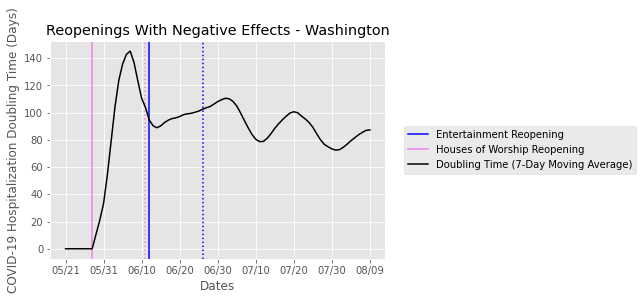 Reopenings With Negative Effects - Washington
COVID-19 Hospitalization Doubling Time (Days)
140
120
100
80
60
40
20
0
05/21 05/31 06/10 06/20 06/30 07/10 07/20 07/30 08/09
Dates
Entertainment Reopening
Houses of Worship Reopening
Doubling Time (7-Day Moving Average)